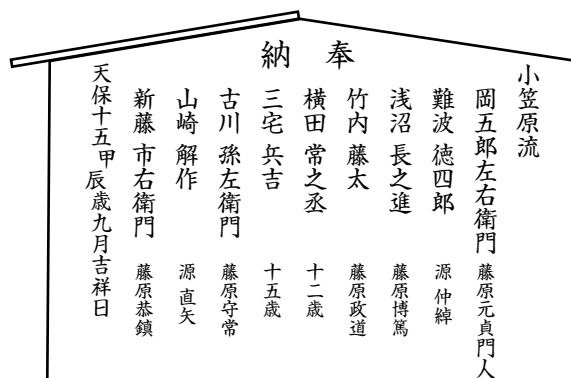 奉納
小笠原流
岡五郎左右衛門 藤原元貞門人
難波 徳四郎 源 仲綽
浅沼 長之進 藤原博篤
竹内 藤太 藤原政道
横田 常之丞 十二歳
三宅 兵吉 十五歳
古川 孫左衛門 藤原守常
山崎 解作 源 直矢
新藤 市右衛門 藤原恭鎮
天保十五甲 辰歳九月吉祥日